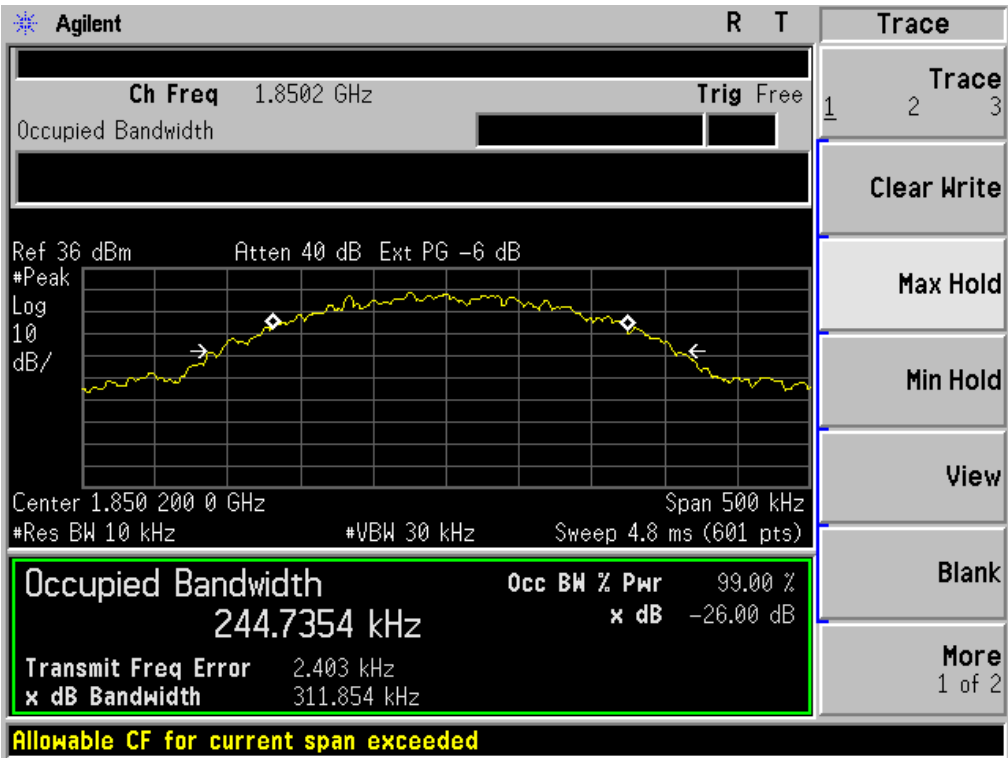 Agilent R T
Ch Freq 1.8502 GHz Trig Free
Occupied Bandwidth
Ref 36 dBm Atten 40 dB Ext PG -6 dB
#Peak
Log
10
dB/
Center 1.850 200 0 GHz Span 500 kHz
#Res BW 10 kHz #VBW 30 kHz Sweep 4.8 ms (601 pts)
Occupied Bandwidth Occ BW % Pwr 99.00 %
244.7354 kHz x dB -26.00 dB
Transmit Freq Error 2.403 kHz
x dB Bandwidth 311.854 kHz
Allowable CF for current span exceeded
Trace
Trace
1 2 3
Clear Write
Max Hold
Min Hold
View
Blank
More
1 of 2